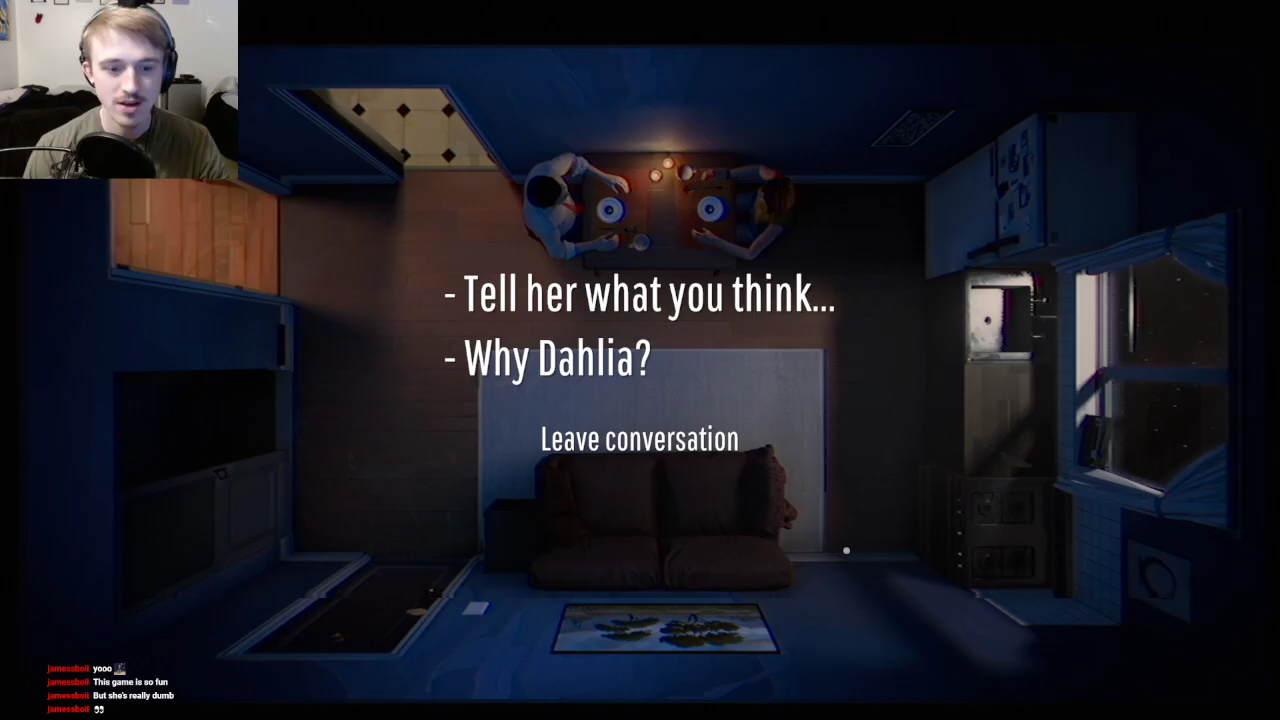 - Tell her what you think...
- Why Dahlia?
Leave conversation
jamessboii yooo
jamessboii This game is so fun
jamessboii But she's really dumb
jamessboii 👀